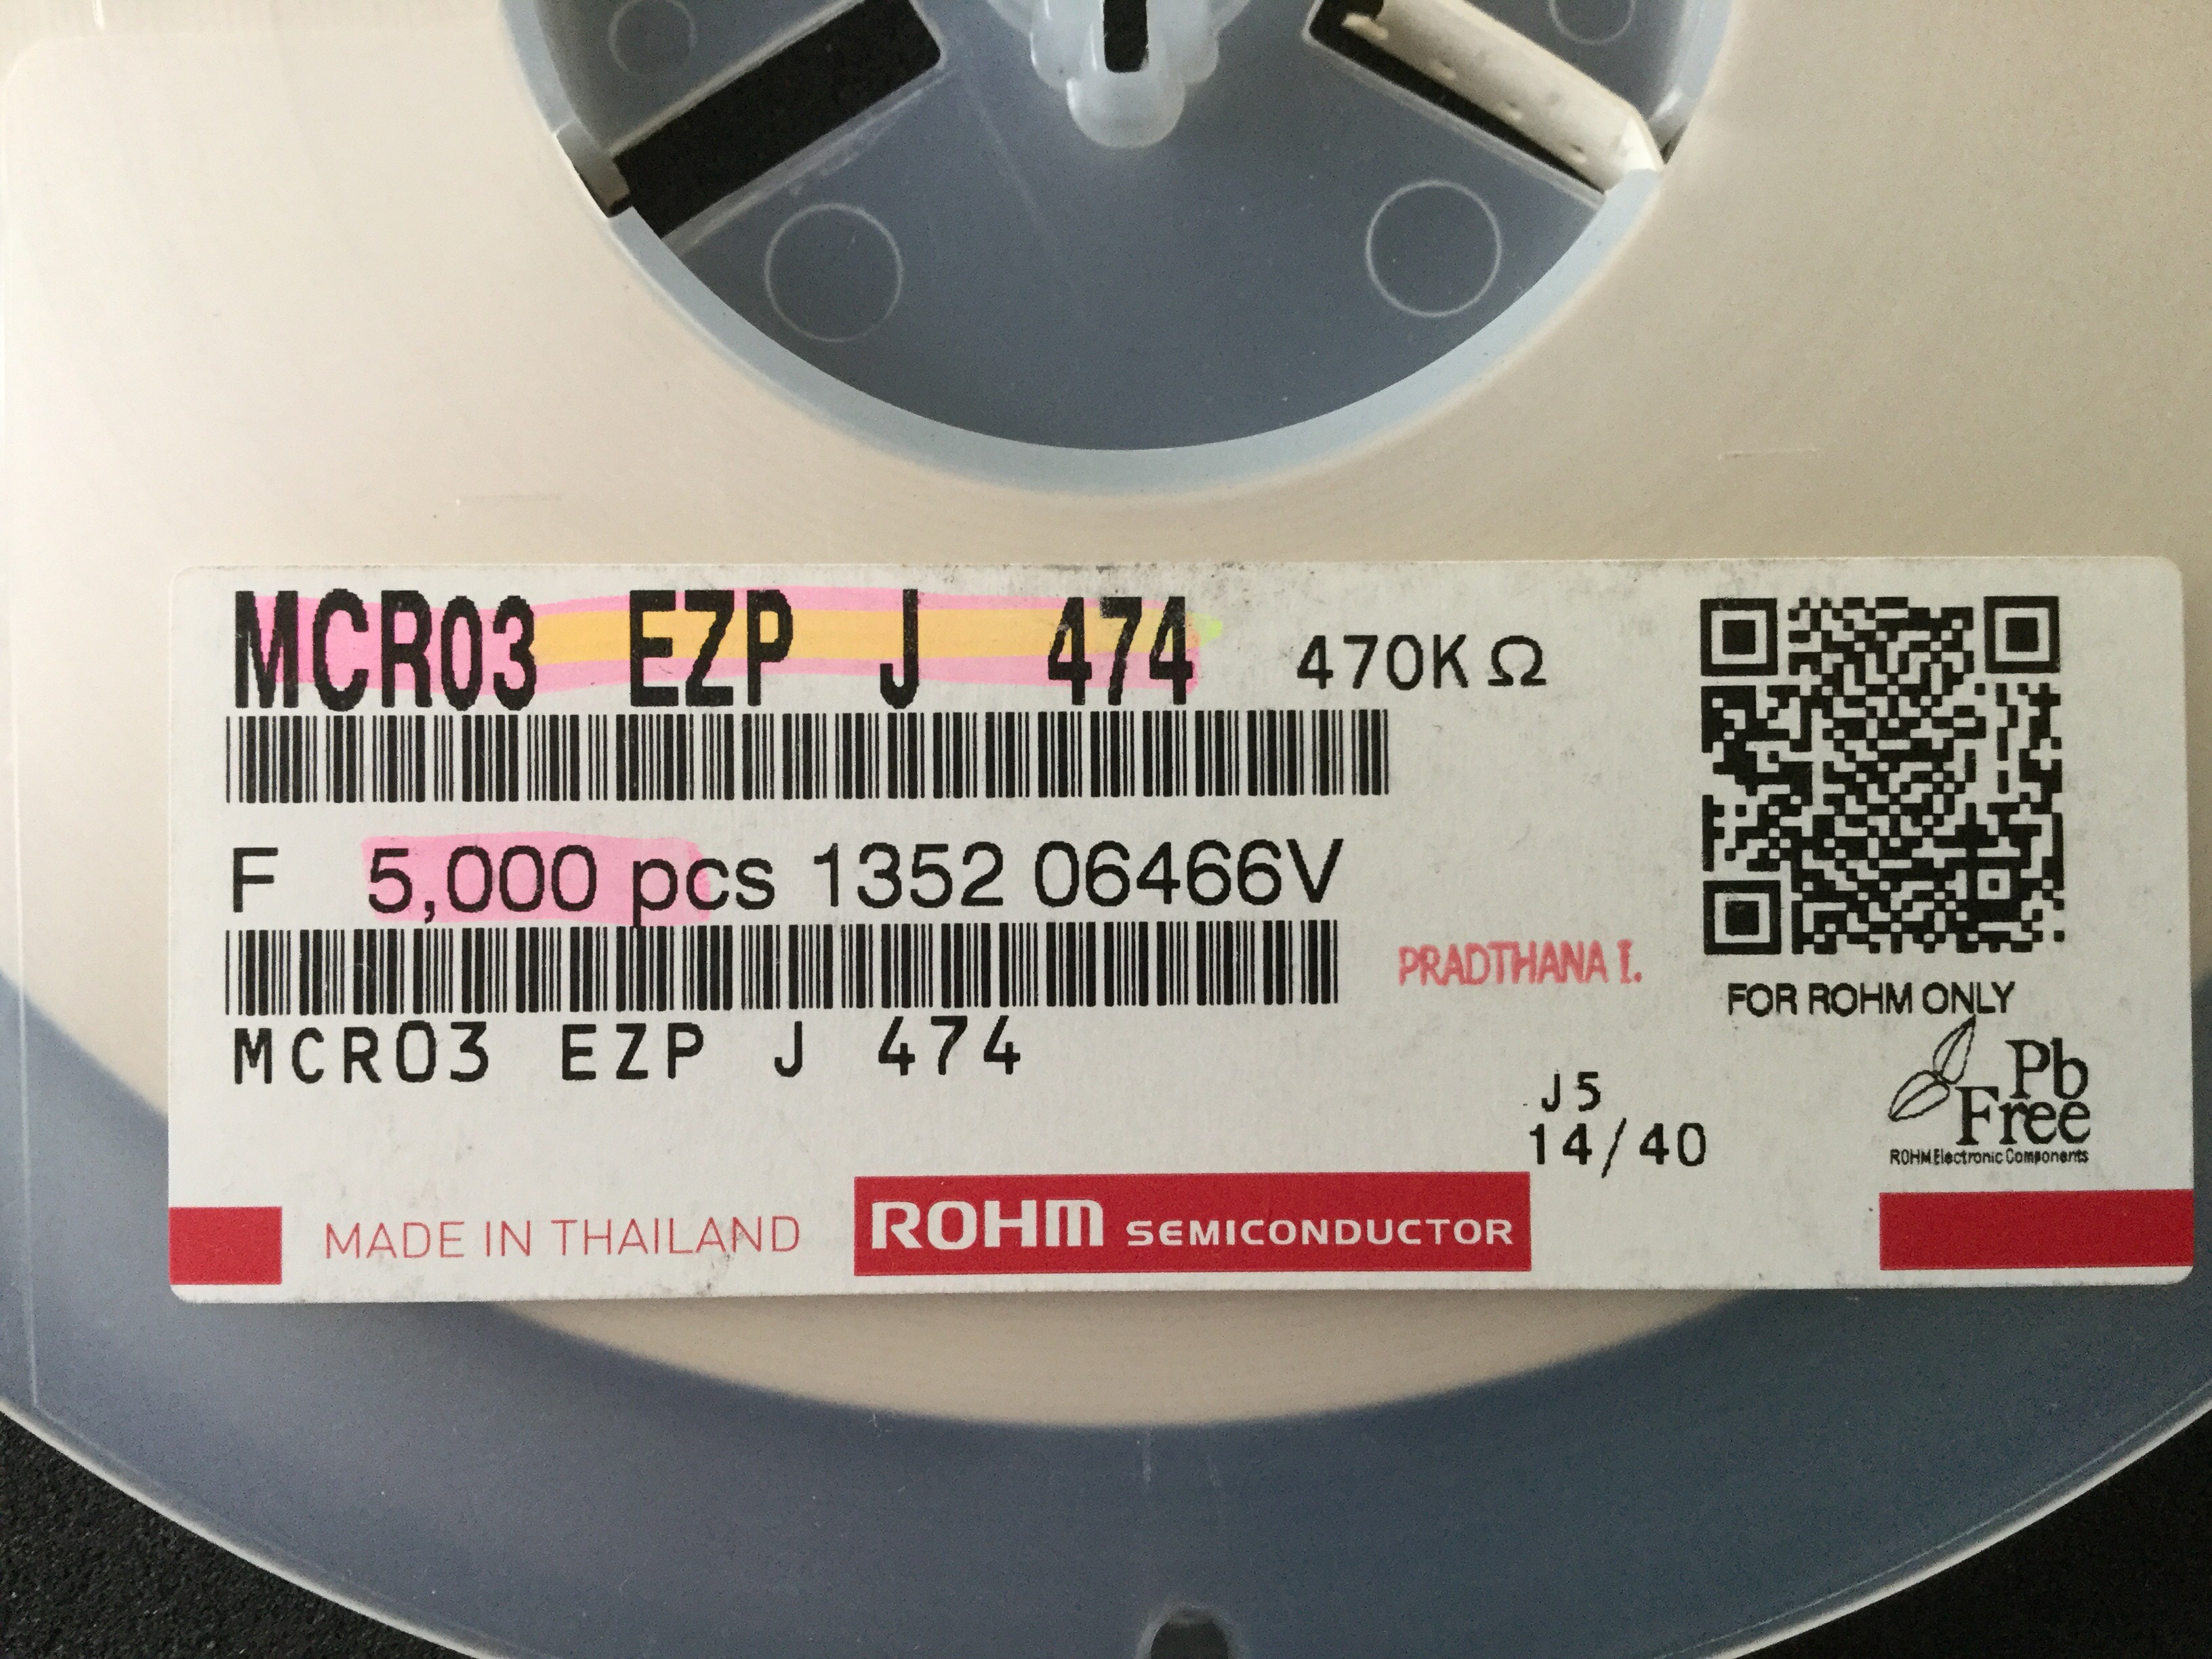 MCR03 EZP J 474 470KΩ
F 5,000 pcs 1352 06466V
PRADTHANA I.
FOR ROHM ONLY
MCR03 EZP J 474
J5
14/40
Pb
Free
ROHM Electronic Components
MADE IN THAILAND
ROHM SEMICONDUCTOR